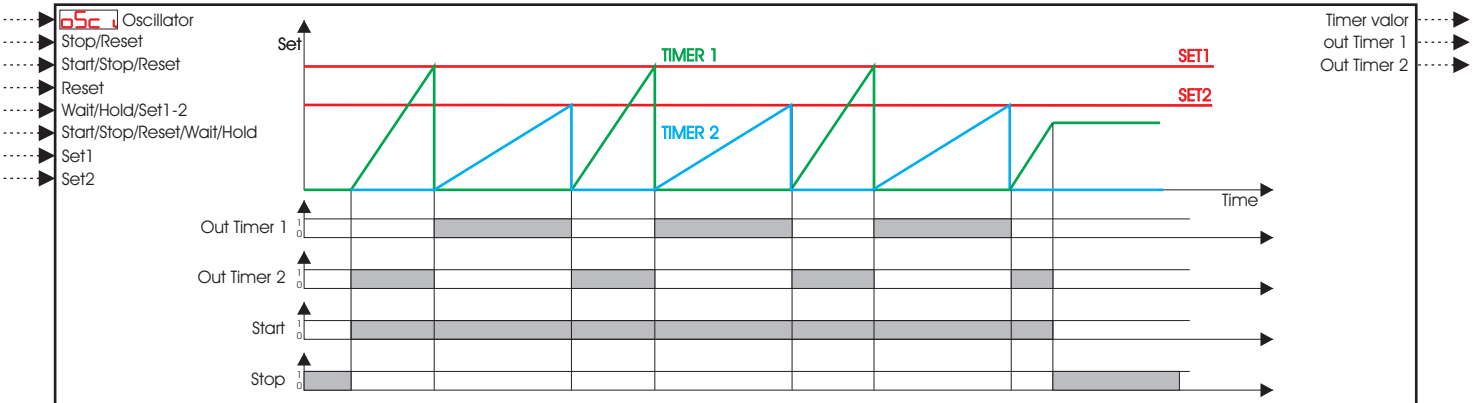 oSc i Oscillator
Stop/Reset
Start/Stop/Reset
Reset
Wait/Hold/Set1-2
Start/Stop/Reset/Wait/Hold
Set1
Set2
Set
TIMER 1
SET1
SET2
TIMER 2
Time
Out Timer 1
1
0
Out Timer 2
1
0
Start
1
0
Stop
1
0
Timer valor
out Timer 1
Out Timer 2